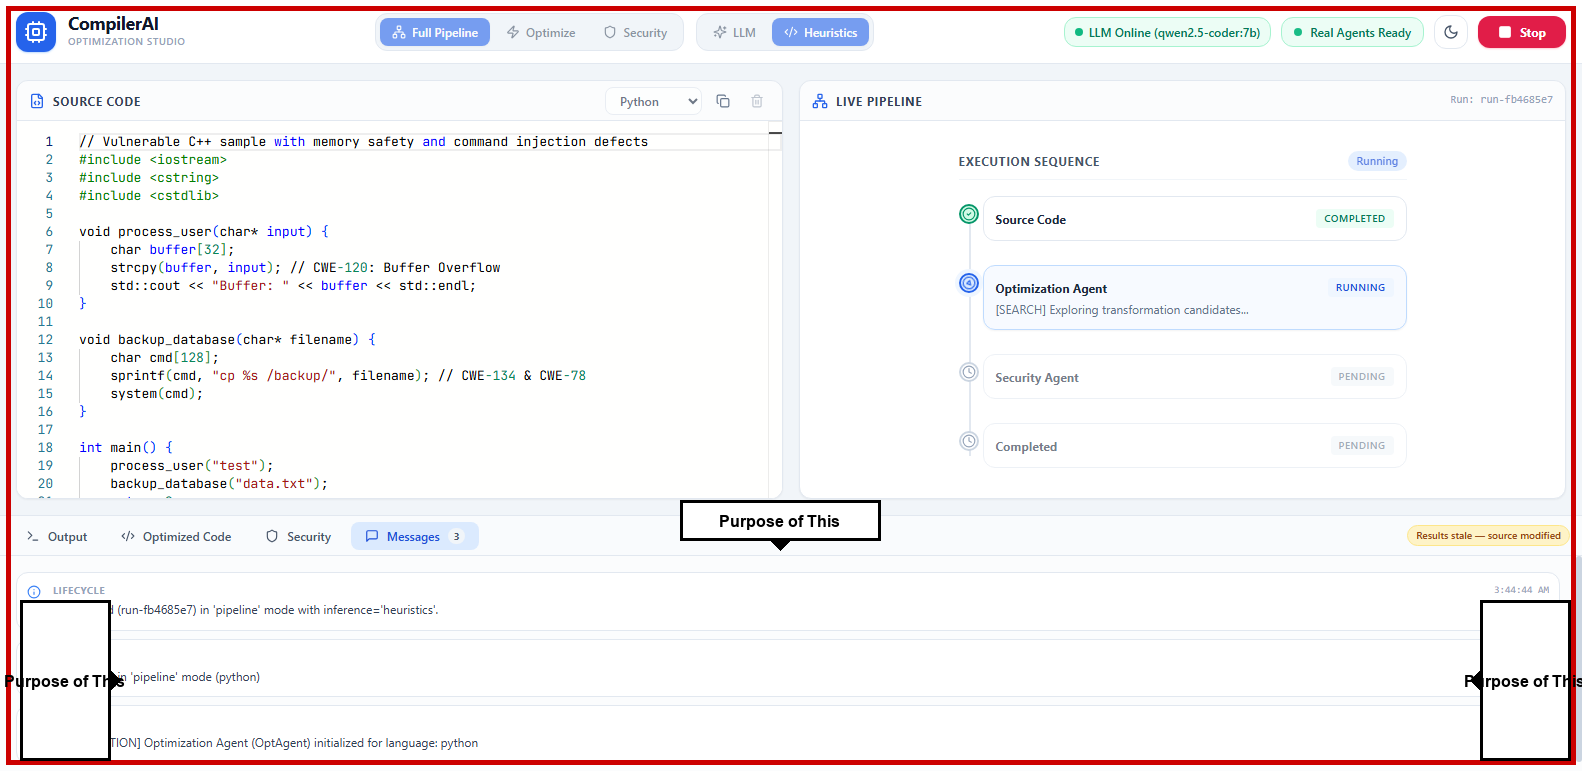 CompilerAI
OPTIMIZATION STUDIO
Full Pipeline
Optimize
Security
LLM
Heuristics
LLM Online (qwen2.5-coder:7b)
Real Agents Ready
Stop
SOURCE CODE
Python
1 // Vulnerable C++ sample with memory safety and command injection defects
2 #include <iostream>
3 #include <cstring>
4 #include <cstdlib>
5
6 void process_user(char* input) {
7 char buffer[32];
8 strcpy(buffer, input); // CWE-120: Buffer Overflow
9 std::cout << "Buffer: " << buffer << std::endl;
10 }
11
12 void backup_database(char* filename) {
13 char cmd[128];
14 sprintf(cmd, "cp %s /backup/", filename); // CWE-134 & CWE-78
15 system(cmd);
16 }
17
18 int main() {
19 process_user("test");
20 backup_database("data.txt");
LIVE PIPELINE
Run: run-fb4685e7
EXECUTION SEQUENCE
Running
Source Code
COMPLETED
Optimization Agent
RUNNING
[SEARCH] Exploring transformation candidates...
Security Agent
PENDING
Completed
PENDING
Purpose of This
Output
Optimized Code
Security
Messages 3
Results stale — source modified
LIFECYCLE
3:44:44 AM
(run-fb4685e7) in 'pipeline' mode with inference='heuristics'.
Purpose of This
in 'pipeline' mode (python)
Purpose of This
TION] Optimization Agent (OptAgent) initialized for language: python